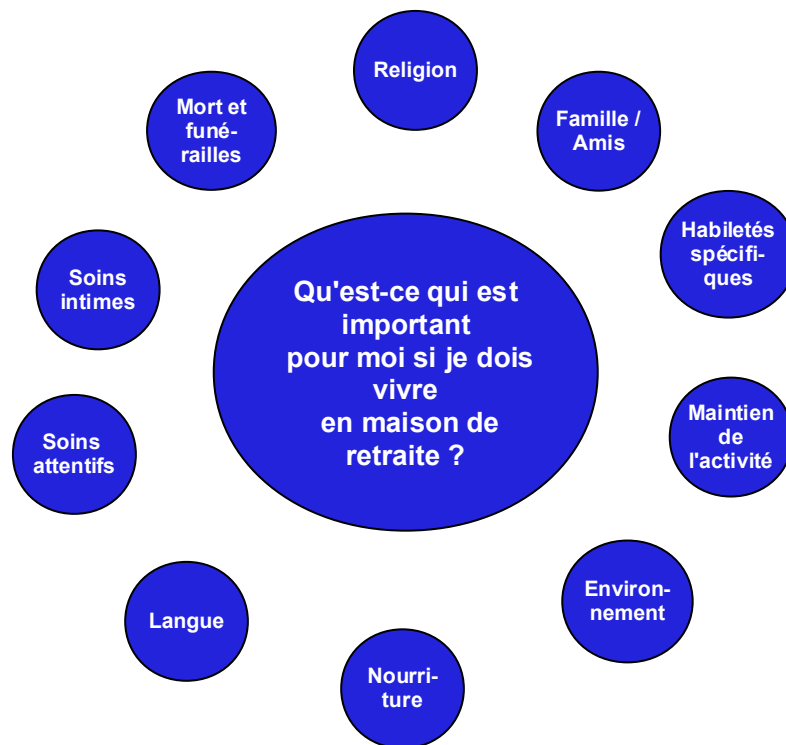 Religion
Mort et
funé-
railles
Famille /
Amis
Habiletés
spécifi-
ques
Soins
intimes
Qu'est-ce qui est
important
pour moi si je dois
vivre
en maison de
retraite ?
Maintien
de
l'activité
Soins
attentifs
Environ-
nement
Langue
Nourri-
ture